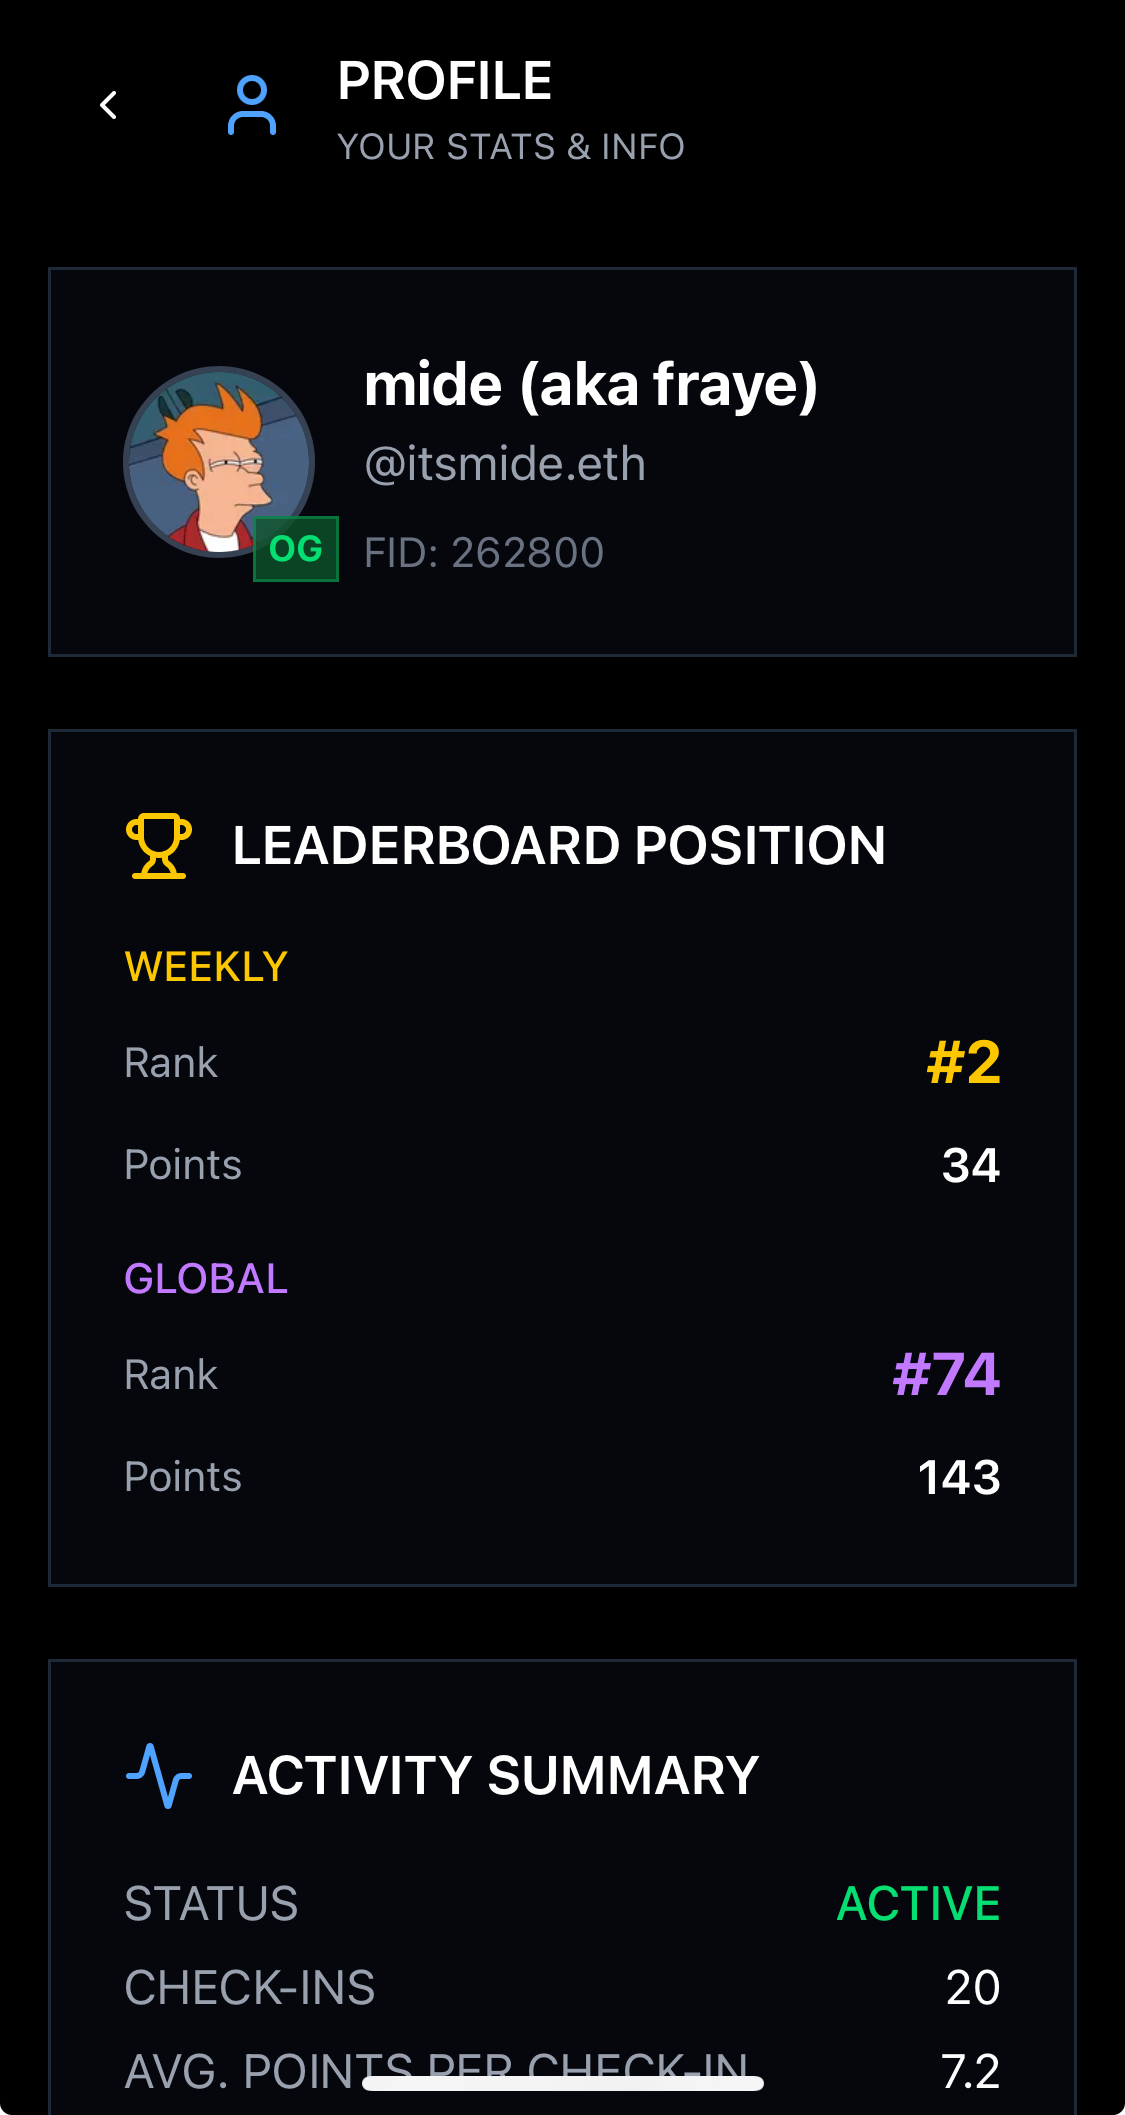 PROFILE
YOUR STATS & INFO
mide (aka fraye)
@itsmide.eth
OG
FID: 262800
LEADERBOARD POSITION
WEEKLY
Rank #2
Points 34
GLOBAL
Rank #74
Points 143
ACTIVITY SUMMARY
STATUS ACTIVE
CHECK-INS 20
AVG. POINTS PER CHECK-IN 7.2